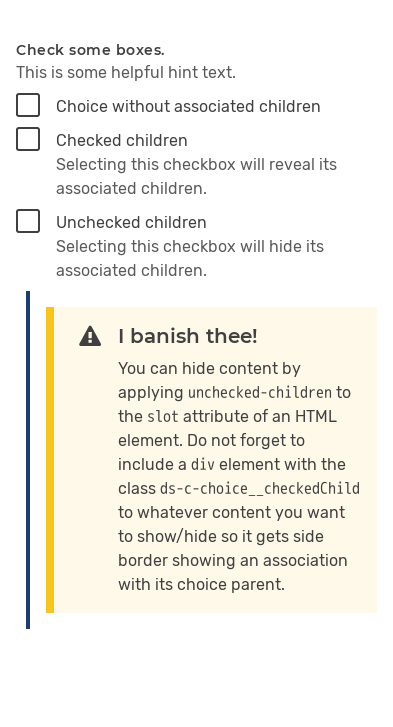 Check some boxes.
This is some helpful hint text.
Choice without associated children
Checked children
Selecting this checkbox will reveal its
associated children.
Unchecked children
Selecting this checkbox will hide its
associated children.
I banish thee!
You can hide content by
applying unchecked-children to
the slot attribute of an HTML
element. Do not forget to
include a div element with the
class ds-c-choice__checkedChild
to whatever content you want
to show/hide so it gets side
border showing an association
with its choice parent.